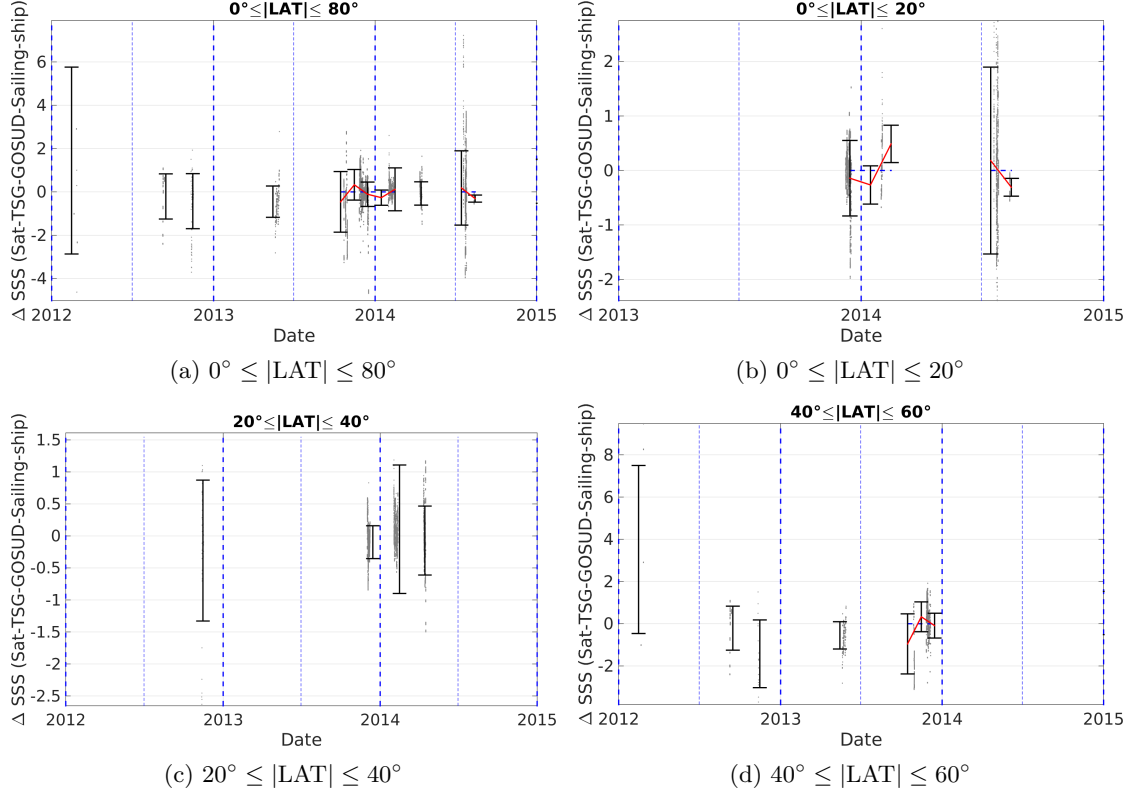 0°≤|LAT|≤ 80°
Δ SSS (Sat-TSG-GOSUD-Sailing-ship)
6
4
2
0
-2
-4
2012 2013 2014 2015
Date
(a) 0° ≤ |LAT| ≤ 80°
0°≤|LAT|≤ 20°
Δ SSS (Sat-TSG-GOSUD-Sailing-ship)
2
1
0
-1
-2
2013 2014 2015
Date
(b) 0° ≤ |LAT| ≤ 20°
20°≤|LAT|≤ 40°
Δ SSS (Sat-TSG-GOSUD-Sailing-ship)
1.5
1
0.5
0
-0.5
-1
-1.5
-2
-2.5
2012 2013 2014 2015
Date
(c) 20° ≤ |LAT| ≤ 40°
40°≤|LAT|≤ 60°
Δ SSS (Sat-TSG-GOSUD-Sailing-ship)
8
6
4
2
0
-2
2012 2013 2014 2015
Date
(d) 40° ≤ |LAT| ≤ 60°